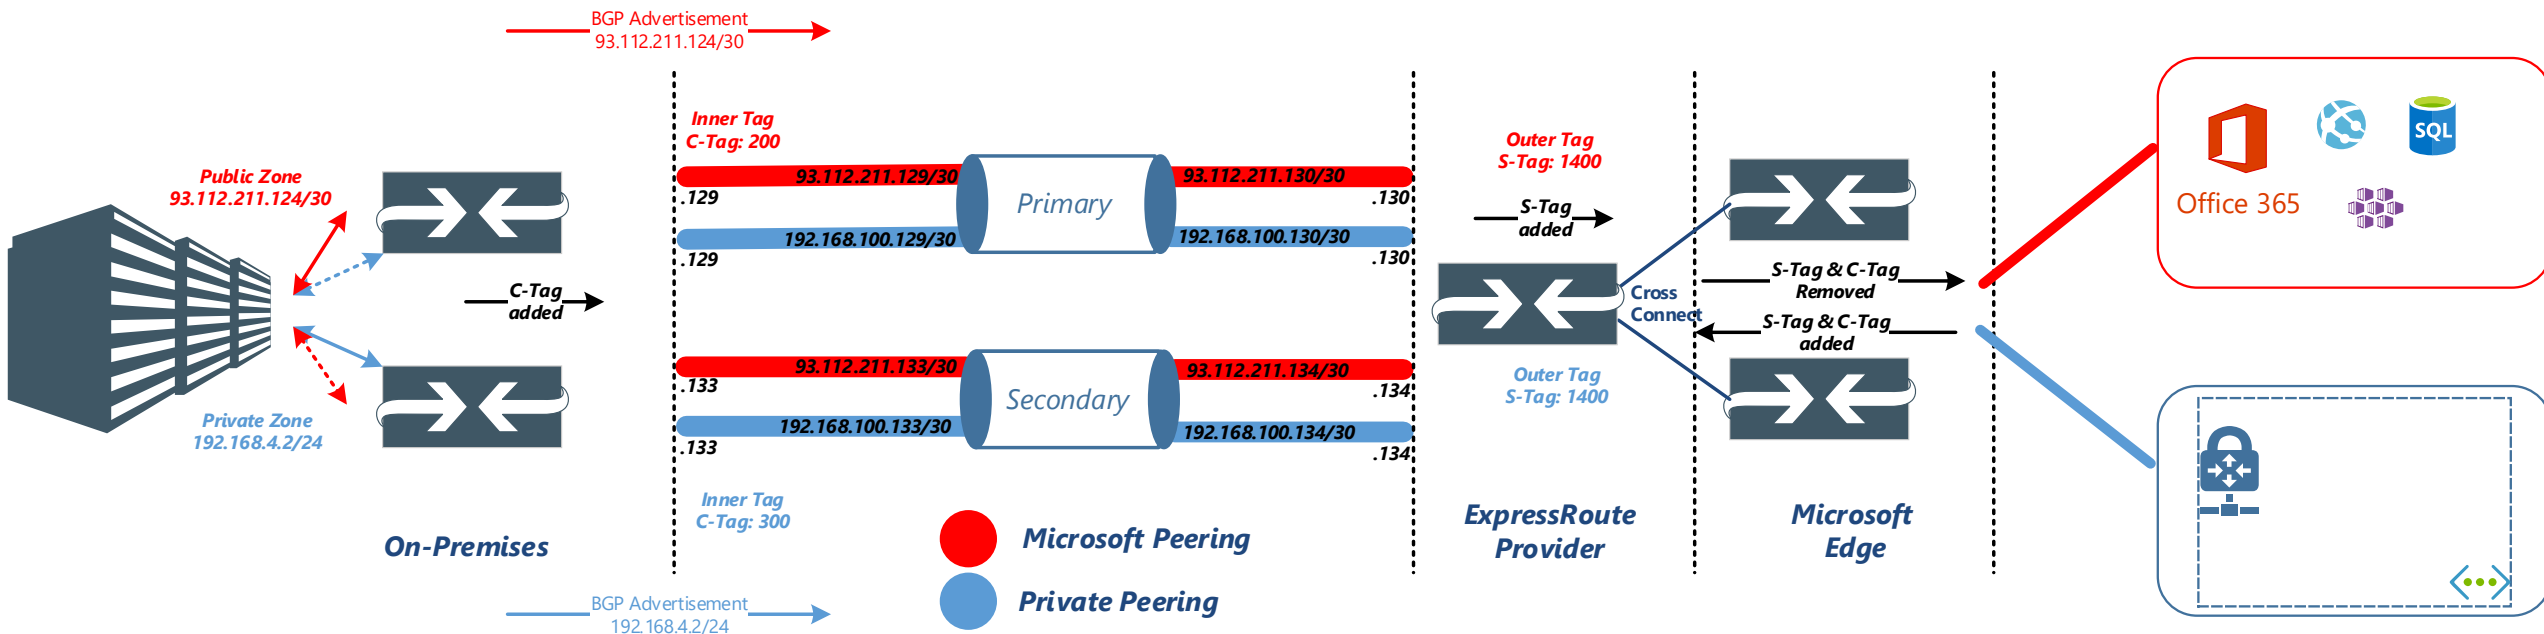 BGP Advertisement
93.112.211.124/30
Public Zone
93.112.211.124/30
C-Tag
added
Private Zone
192.168.4.2/24
On-Premises
BGP Advertisement
192.168.4.2/24
Inner Tag
C-Tag: 200
93.112.211.129/30
.129
192.168.100.129/30
.129
Primary
93.112.211.130/30
.130
192.168.100.130/30
.130
93.112.211.133/30
.133
192.168.100.133/30
.133
Secondary
93.112.211.134/30
.134
192.168.100.134/30
.134
Inner Tag
C-Tag: 300
Microsoft Peering
Private Peering
Outer Tag
S-Tag: 1400
S-Tag
added
Cross
Connect
Outer Tag
S-Tag: 1400
ExpressRoute
Provider
S-Tag & C-Tag
Removed
S-Tag & C-Tag
added
Microsoft
Edge
Office 365
SQL